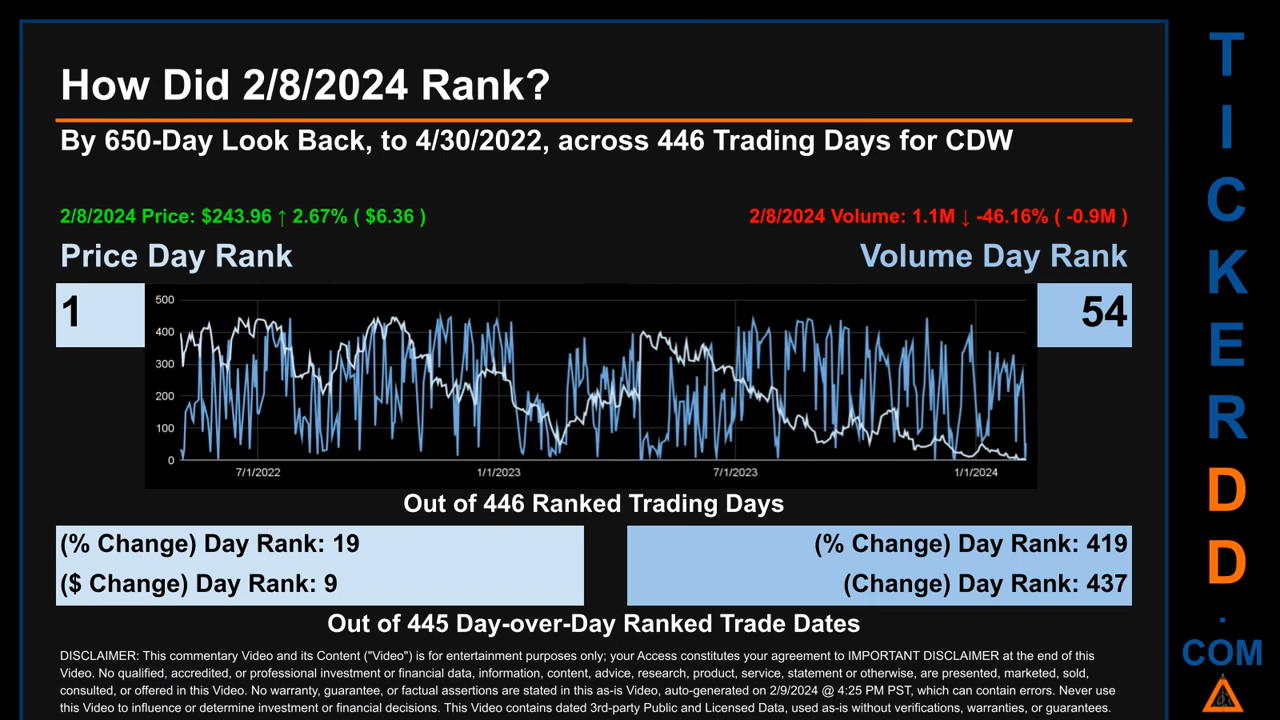 How Did 2/8/2024 Rank?
By 650-Day Look Back, to 4/30/2022, across 446 Trading Days for CDW
2/8/2024 Price: $243.96 ↑ 2.67% ( $6.36 )
2/8/2024 Volume: 1.1M ↓ -46.16% ( -0.9M )
Price Day Rank
Volume Day Rank
1
54
500
400
300
200
100
0
7/1/2022
1/1/2023
7/1/2023
1/1/2024
Out of 446 Ranked Trading Days
(% Change) Day Rank: 19
($ Change) Day Rank: 9
(% Change) Day Rank: 419
(Change) Day Rank: 437
Out of 445 Day-over-Day Ranked Trade Dates
DISCLAIMER: This commentary Video and its Content ("Video") is for entertainment purposes only; your Access constitutes your agreement to IMPORTANT DISCLAIMER at the end of this
Video. No qualified, accredited, or professional investment or financial data, information, content, advice, research, product, service, statement or otherwise, are presented, marketed, sold,
consulted, or offered in this Video. No warranty, guarantee, or factual assertions are stated in this as-is Video, auto-generated on 2/9/2024 @ 4:25 PM PST, which can contain errors. Never use
this Video to influence or determine investment or financial decisions. This Video contains dated 3rd-party Public and Licensed Data, used as-is without verifications, warranties, or guarantees.
T
I
C
K
E
R
D
D
.
COM